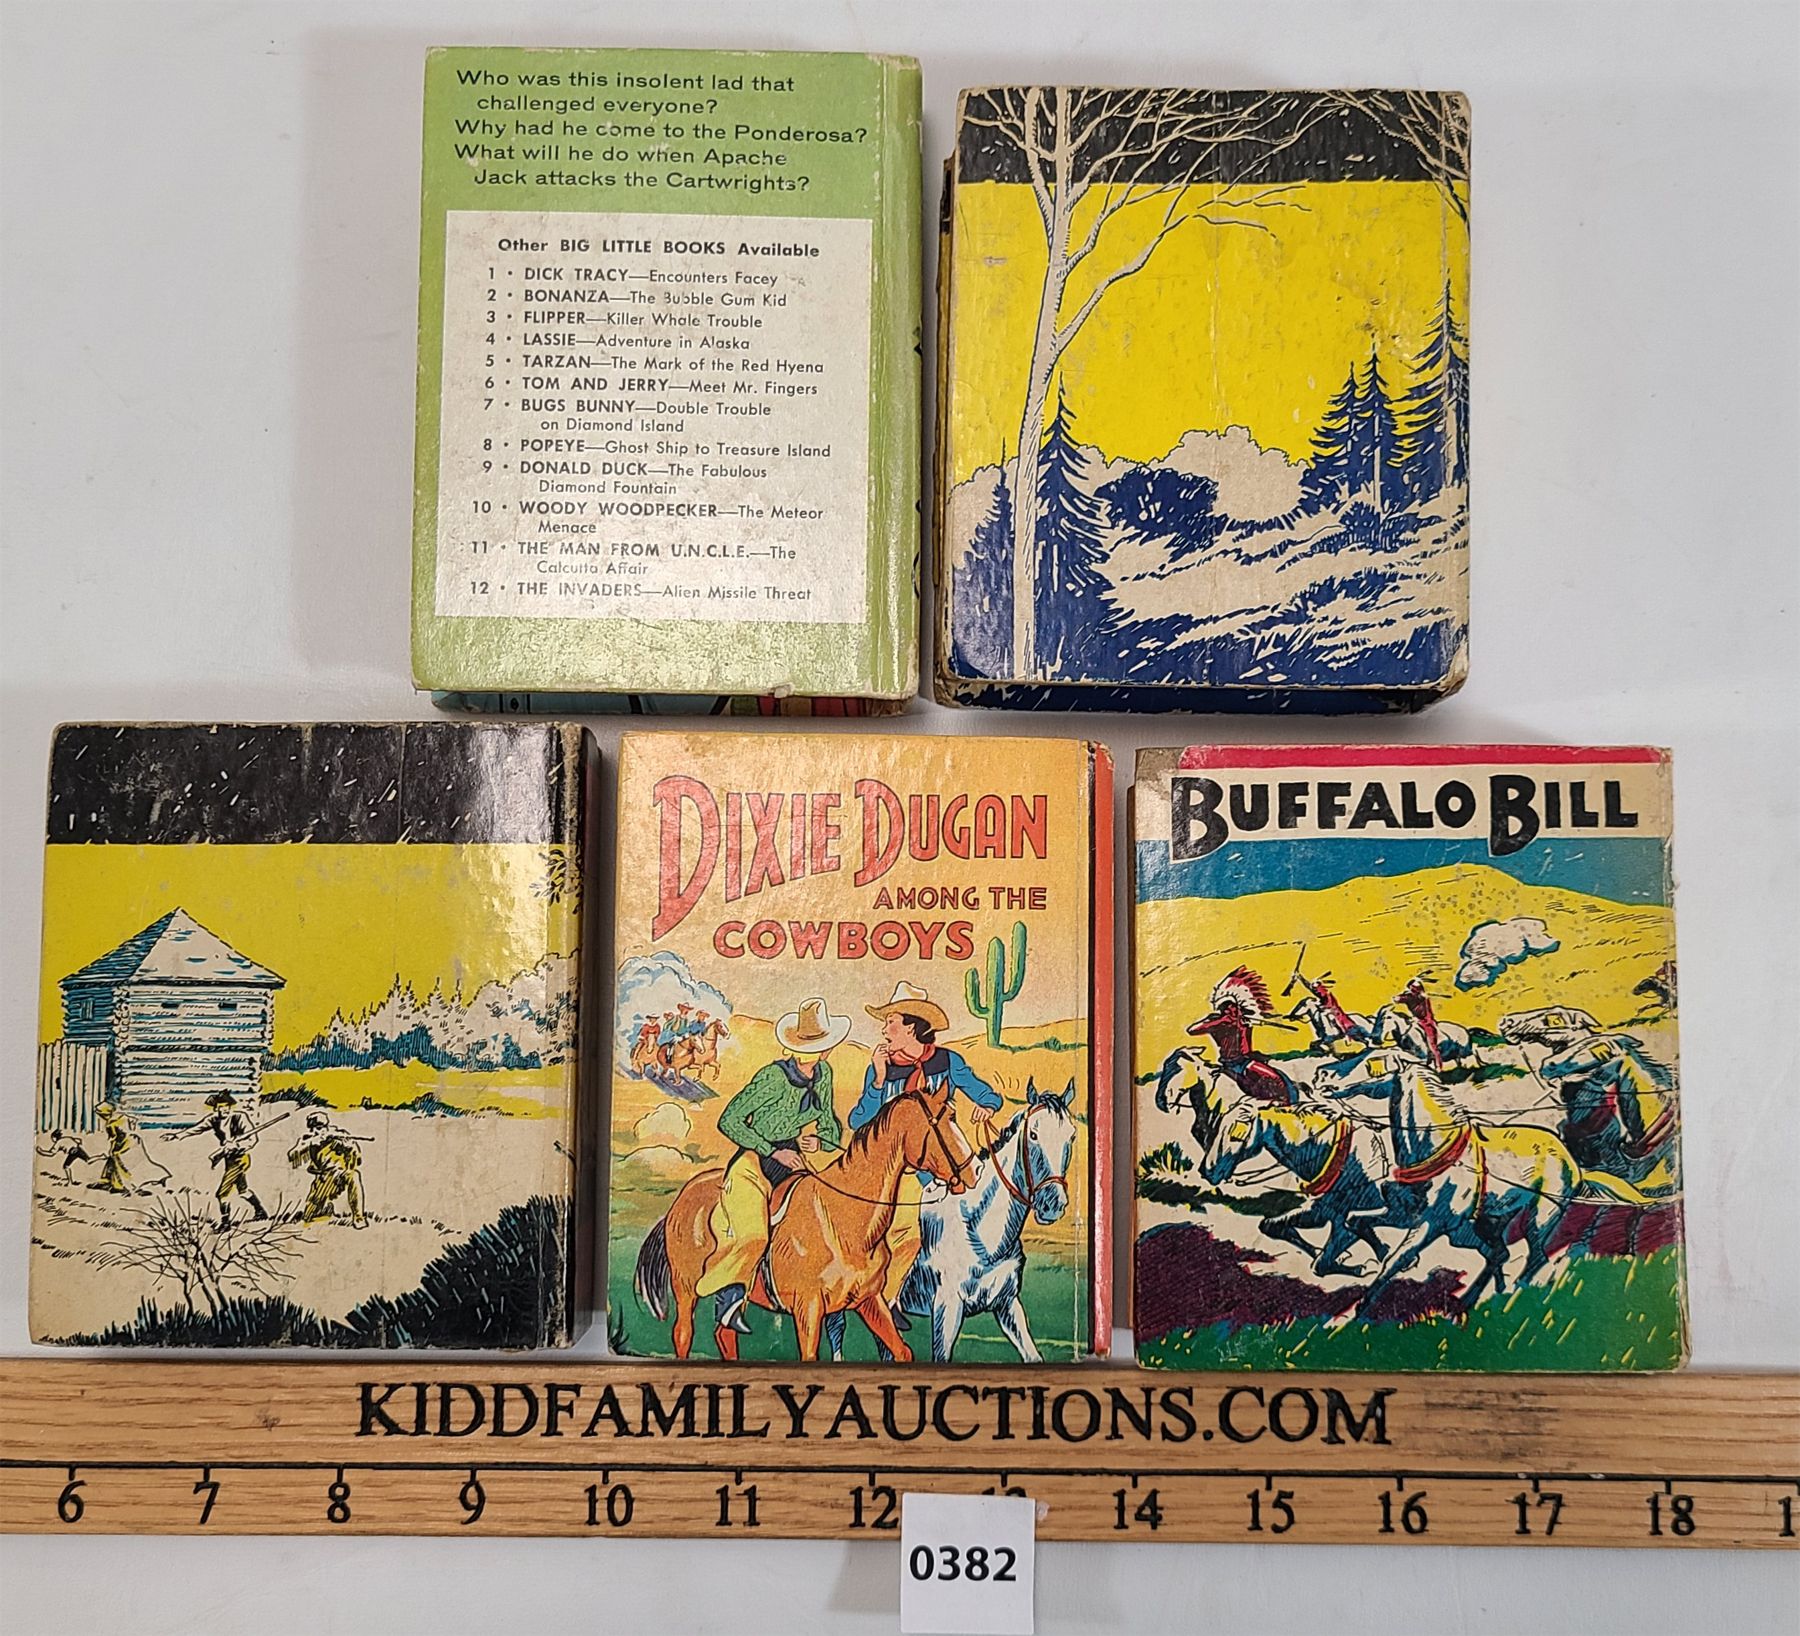 Who was this insolent lad that
challenged everyone?
Why had he come to the Ponderosa?
What will he do when Apache
Jack attacks the Cartwrights?
Other BIG LITTLE BOOKS Available
1 • DICK TRACY—Encounters Facey
2 • BONANZA—The Bubble Gum Kid
3 • FLIPPER—Killer Whale Trouble
4 • LASSIE—Adventure in Alaska
5 • TARZAN—The Mark of the Red Hyena
6 • TOM AND JERRY—Meet Mr. Fingers
7 • BUGS BUNNY—Double Trouble
on Diamond Island
8 • POPEYE—Ghost Ship to Treasure Island
9 • DONALD DUCK—The Fabulous
Diamond Fountain
10 • WOODY WOODPECKER—The Meteor
Menace
11 • THE MAN FROM U.N.C.L.E.—The
Calcutta Affair
12 • THE INVADERS—Alien Missile Threat
DIXIE DUGAN
AMONG THE
COWBOYS
BUFFALO BILL
KIDDFAMILYAUCTIONS.COM
6 7 8 9 10 11 12 13 14 15 16 17 18 1
0382